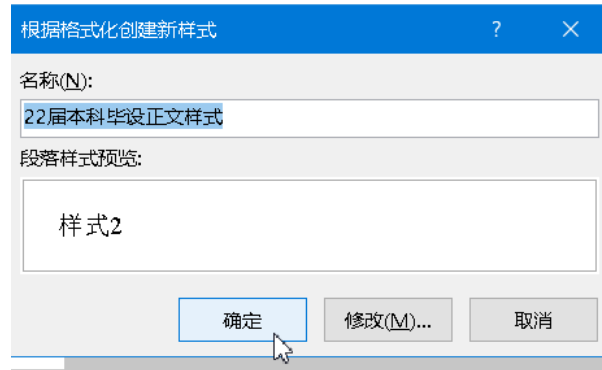 根据格式化创建新样式 ?
名称(N):
22届本科毕设正文样式
段落样式预览:
样式2
确定 修改(M)... 取消